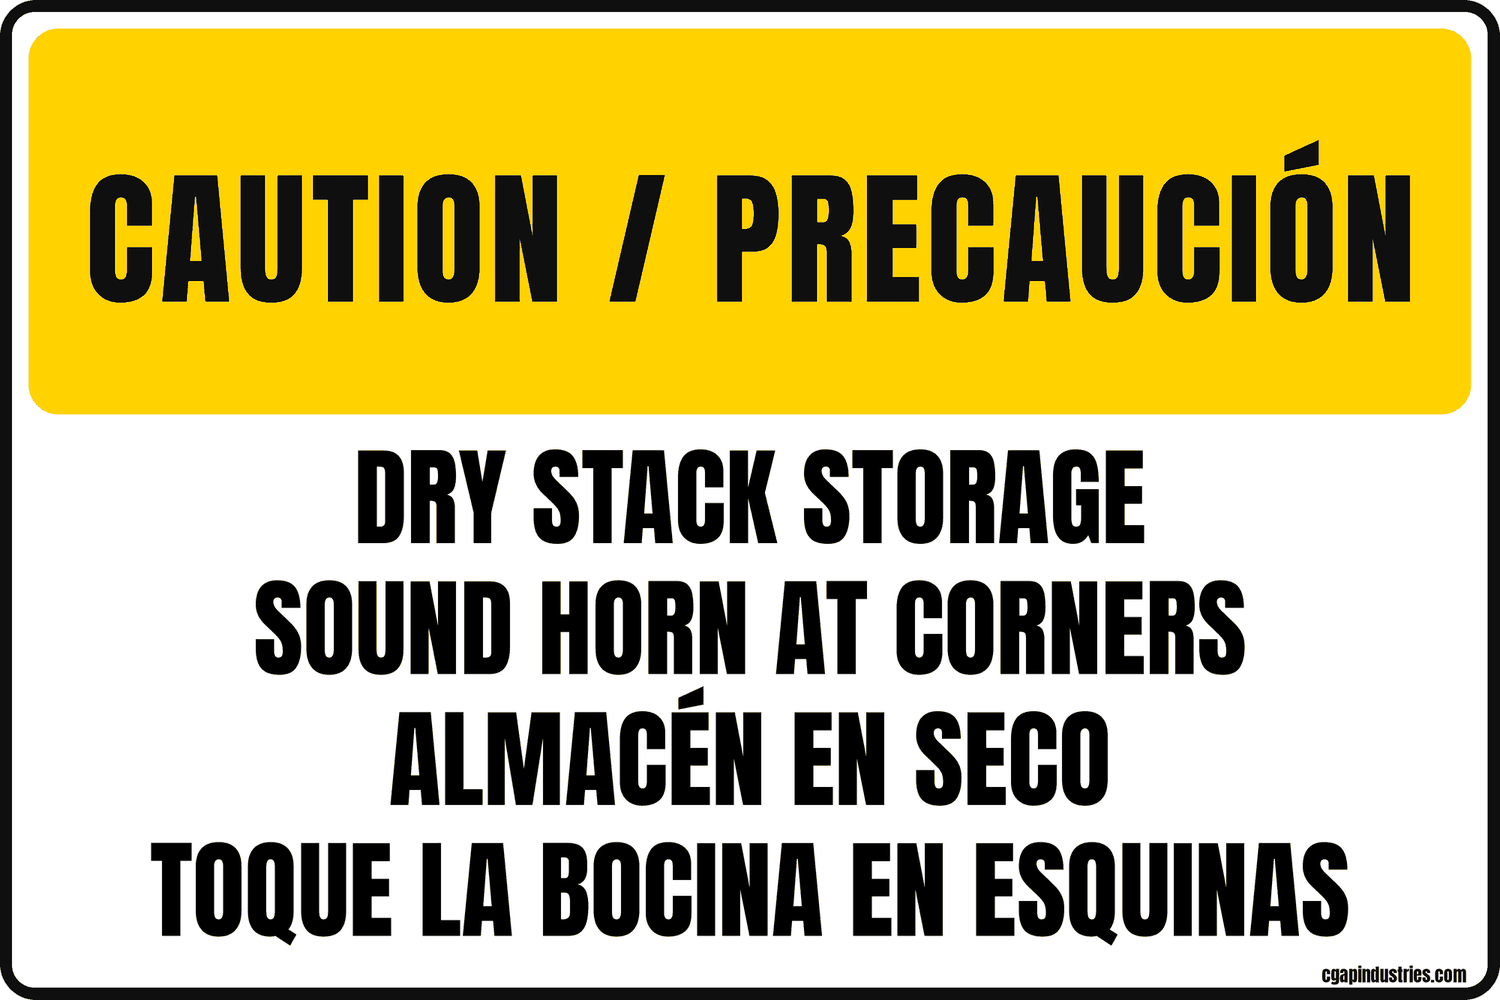 CAUTION / PRECAUCIÓN
DRY STACK STORAGE
SOUND HORN AT CORNERS
ALMACÉN EN SECO
TOQUE LA BOCINA EN ESQUINAS
cgapindustries.com